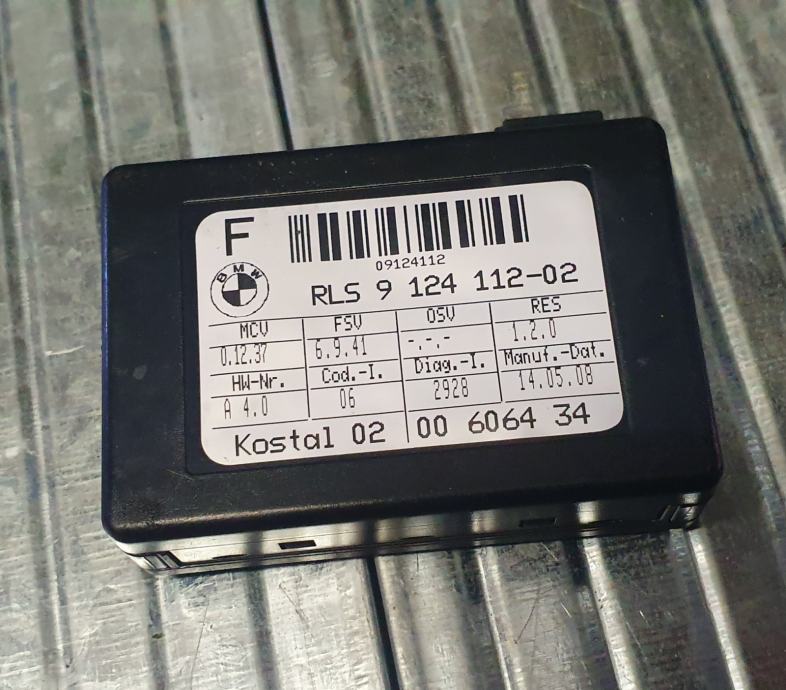 F
09124112
BMW
RLS 9 124 112-02
MCV FSV OSV RES
0.12.37 6.9.41 -.-.- 1.2.0
HW-Nr. Cod.-I. Diag.-I. Manuf.-Dat.
A 4.0 06 2928 14.05.08
Kostal 02 00 6064 34